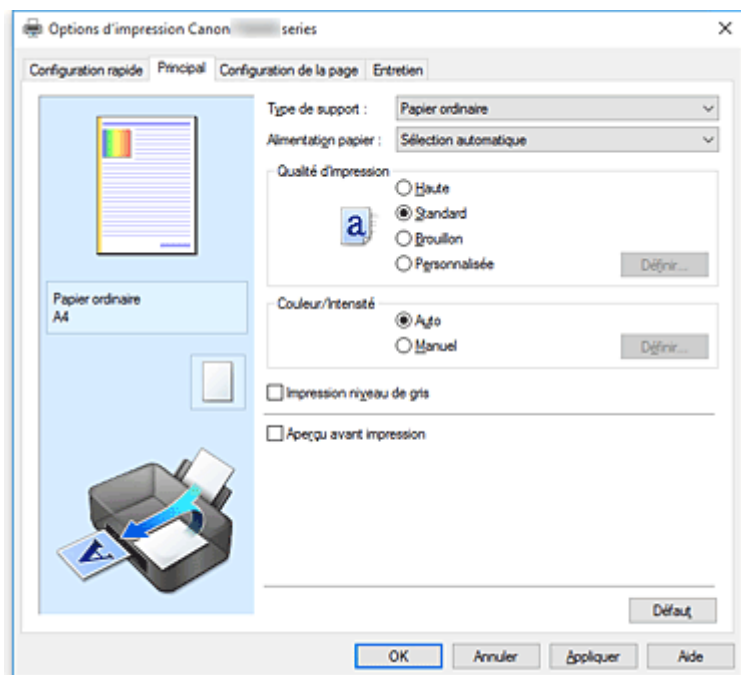 Options d'impression Canon series
Configuration rapide Principal Configuration de la page Entretien
Type de support : Papier ordinaire
Alimentation papier : Sélection automatique
Qualité d'impression
Haute
a Standard
Brouillon
Personnalisée Définir...
Papier ordinaire
A4
Couleur/Intensité
Auto
Manuel Définir...
Impression niveau de gris
Aperçu avant impression
A
Défaut
OK Annuler Appliquer Aide